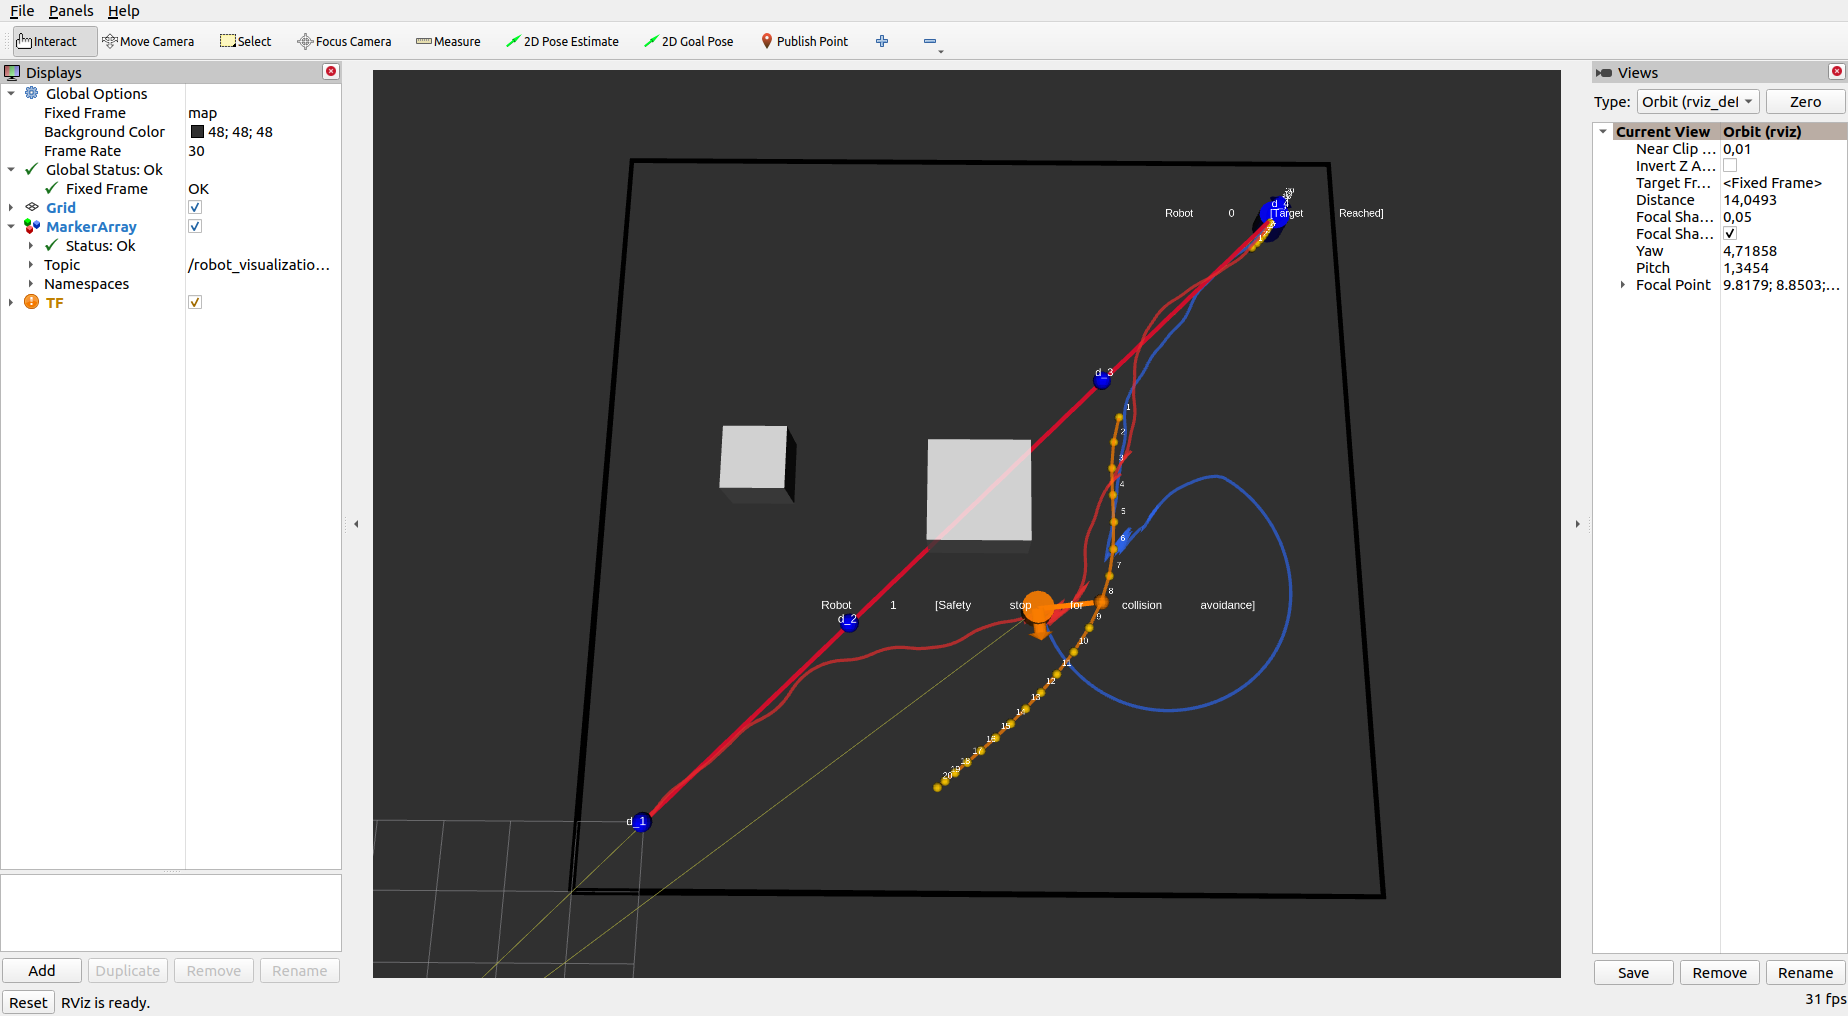 File Panels Help
Interact Move Camera Select Focus Camera Measure 2D Pose Estimate 2D Goal Pose Publish Point
Displays
Global Options
Fixed Frame map
Background Color 48; 48; 48
Frame Rate 30
Global Status: Ok
Fixed Frame OK
Grid
MarkerArray
Status: Ok
Topic /robot_visualizatio...
Namespaces
TF
Add Duplicate Remove Rename
Reset RViz is ready.
Robot 0 [Target Reached]
d_3
1
2
3
4
5
6
7
8
Robot 1 [Safety stop for collision avoidance]
d_2
9
10
11
12
13
14
15
16
17
18
19
20
d_1
Views
Type: Orbit (rviz_def Zero
Current View Orbit (rviz)
Near Clip ... 0,01
Invert Z A...
Target Fr... <Fixed Frame>
Distance 14,0493
Focal Sha... 0,05
Focal Sha...
Yaw 4,71858
Pitch 1,3454
Focal Point 9.8179; 8.8503;...
Save Remove Rename
31 fps